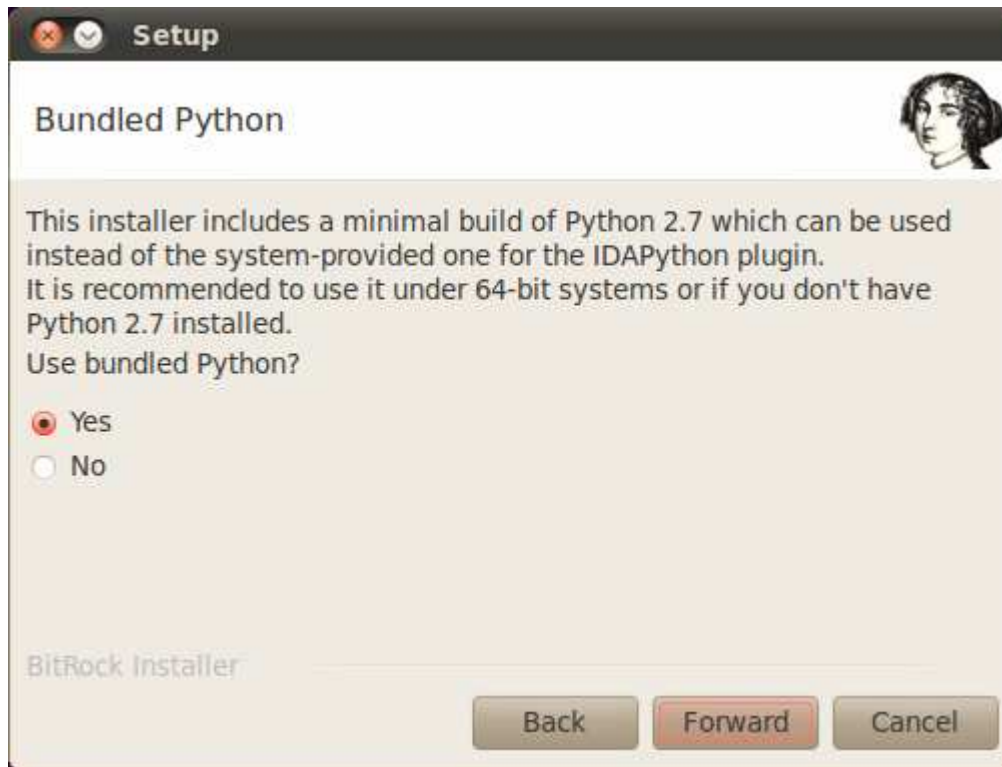 Setup
Bundled Python
This installer includes a minimal build of Python 2.7 which can be used
instead of the system-provided one for the IDAPython plugin.
It is recommended to use it under 64-bit systems or if you don't have
Python 2.7 installed.
Use bundled Python?
Yes
No
BitRock Installer
Back Forward Cancel